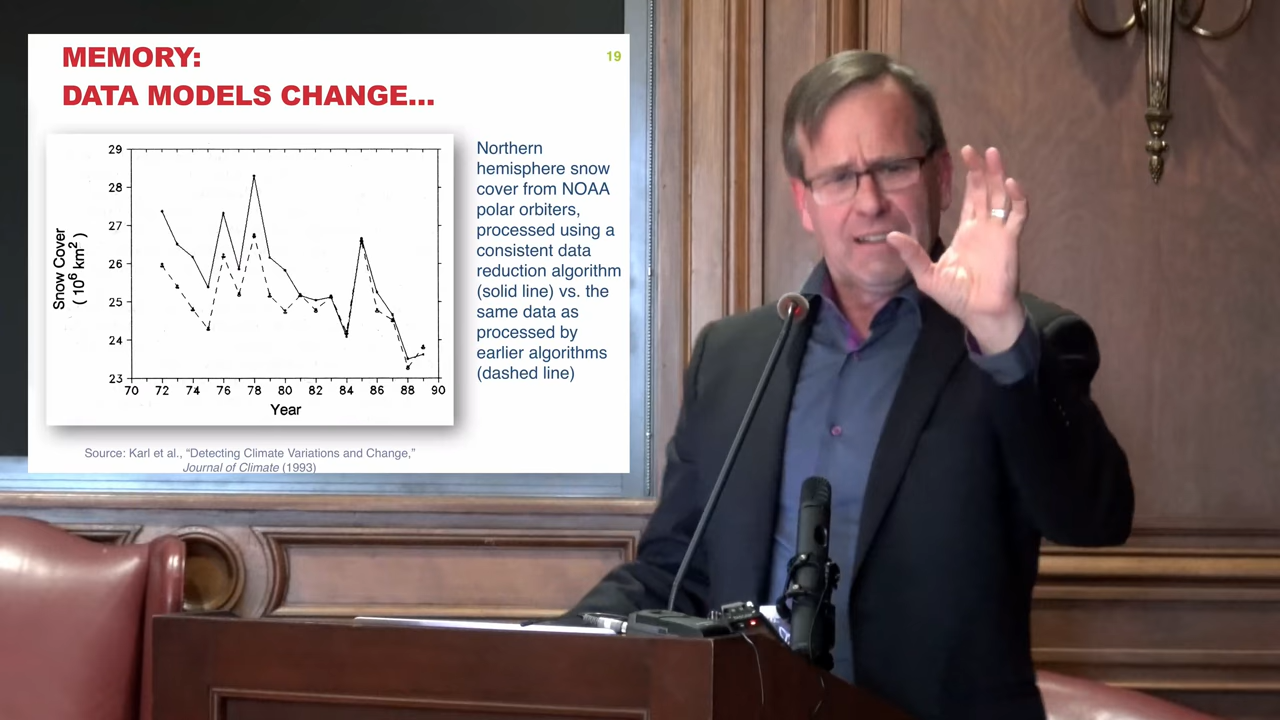 MEMORY:
19
DATA MODELS CHANGE...
29
28
27
26
25
24
23
Snow Cover
(10⁶ km²)
70 72 74 76 78 80 82 84 86 88 90
Year
Northern
hemisphere snow
cover from NOAA
polar orbiters,
processed using a
consistent data
reduction algorithm
(solid line) vs. the
same data as
processed by
earlier algorithms
(dashed line)
Source: Karl et al., “Detecting Climate Variations and Change,”
Journal of Climate (1993)